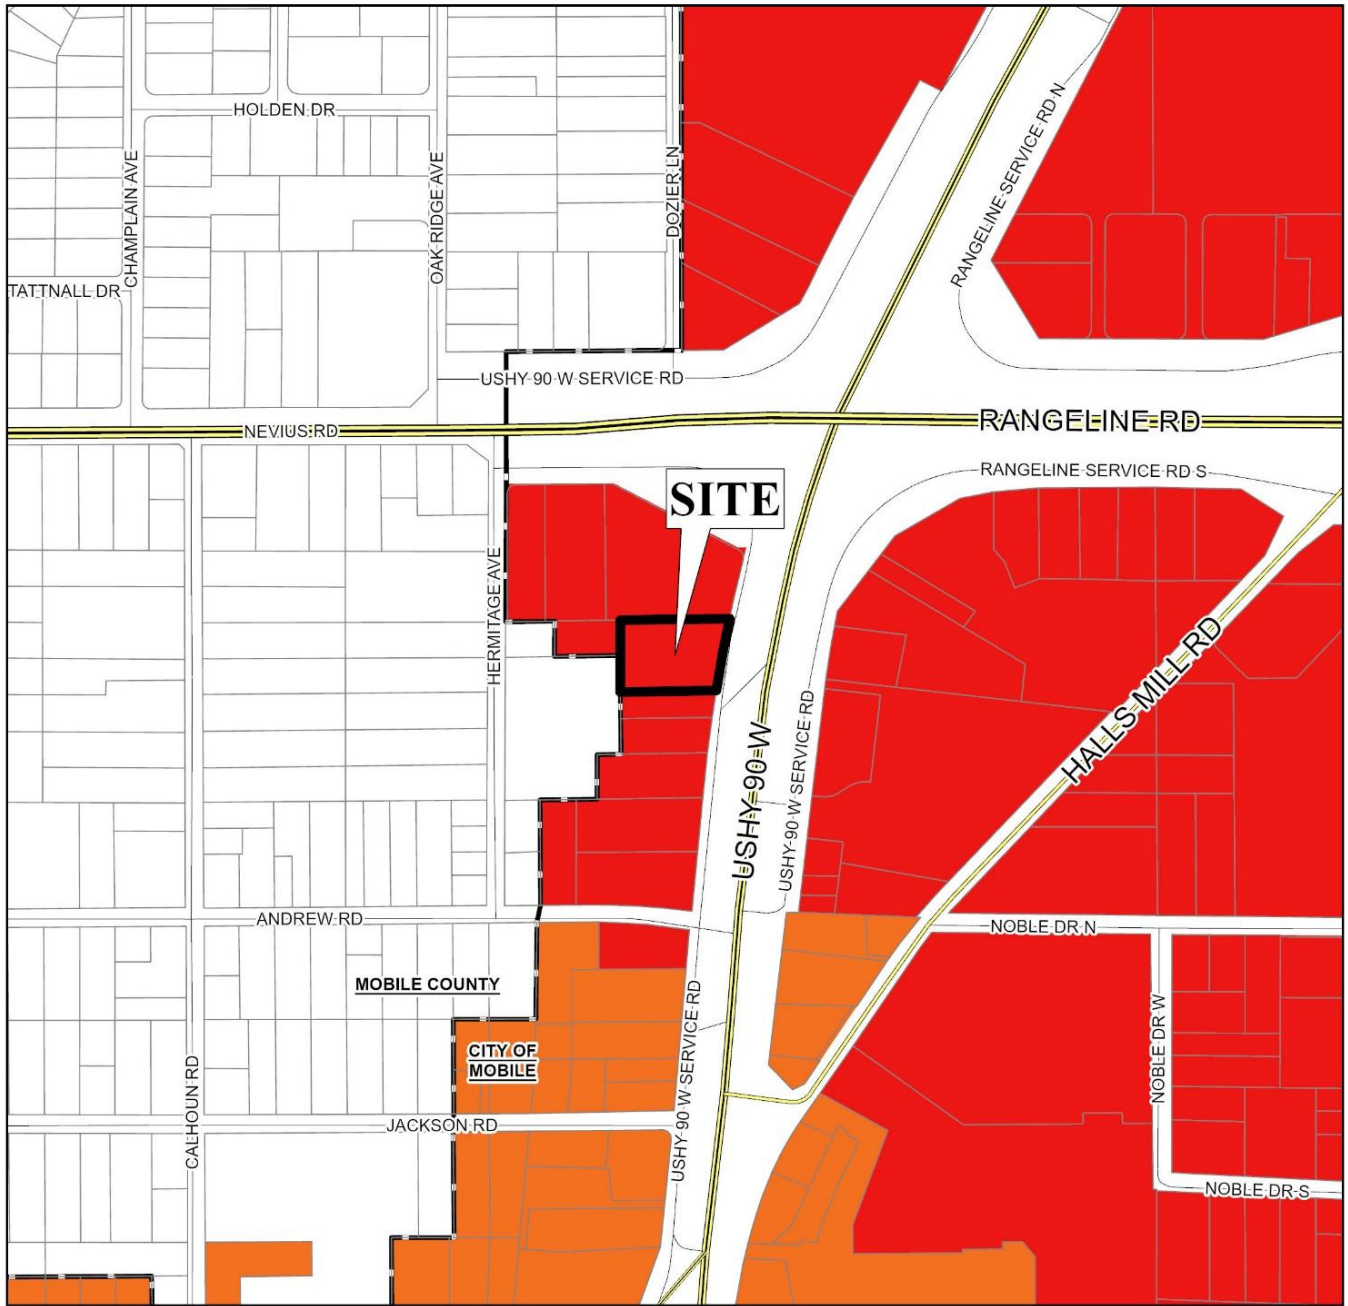 HOLDEN DR
CHAMPLAIN AVE
OAK RIDGE AVE
DOZIER LN
RANGELINE SERVICE RD N
TATTNALL DR
USHY 90 W SERVICE RD
NEVIUS RD
RANGELINE RD
RANGELINE SERVICE RD S
SITE
HERMITAGE AVE
HALLS MILL RD
USHY 90 W
USHY 90 W SERVICE RD
ANDREW RD
NOBLE DR N
MOBILE COUNTY
CITY OF
MOBILE
USHY 90 W SERVICE RD
NOBLE DR W
CALHOUN RD
JACKSON RD
NOBLE DR S